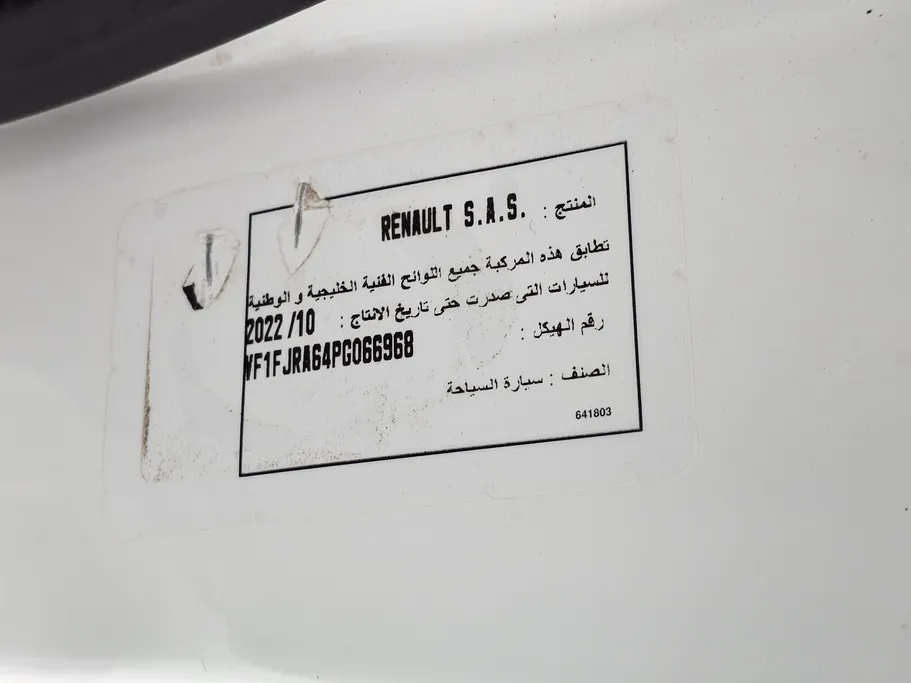 المنتج : RENAULT S.A.S.
تطابق هذه المركبة جميع اللوائح الفنية الخليجية و الوطنية
للسيارات التى صدرت حتى تاريخ الانتاج : 2022 /10
رقم الهيكل : VF1FJRA64PG066968
الصنف : سيارة السياحة
641803